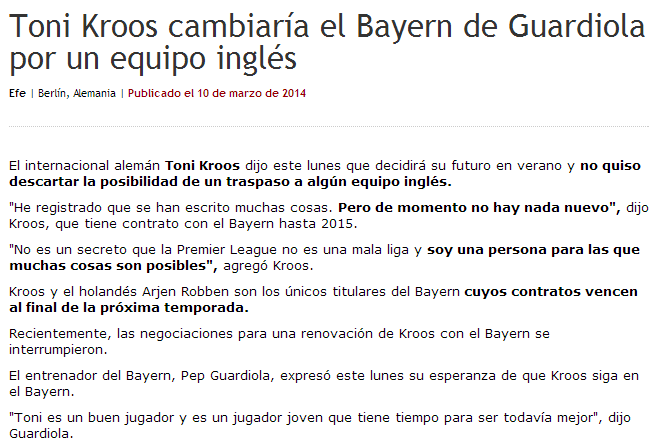 Toni Kroos cambiaría el Bayern de Guardiola
por un equipo inglés
Efe | Berlín, Alemania | Publicado el 10 de marzo de 2014
El internacional alemán Toni Kroos dijo este lunes que decidirá su futuro en verano y no quiso
descartar la posibilidad de un traspaso a algún equipo inglés.
"He registrado que se han escrito muchas cosas. Pero de momento no hay nada nuevo", dijo
Kroos, que tiene contrato con el Bayern hasta 2015.
"No es un secreto que la Premier League no es una mala liga y soy una persona para las que
muchas cosas son posibles", agregó Kroos.
Kroos y el holandés Arjen Robben son los únicos titulares del Bayern cuyos contratos vencen
al final de la próxima temporada.
Recientemente, las negociaciones para una renovación de Kroos con el Bayern se
interrumpieron.
El entrenador del Bayern, Pep Guardiola, expresó este lunes su esperanza de que Kroos siga en
el Bayern.
"Toni es un buen jugador y es un jugador joven que tiene tiempo para ser todavía mejor", dijo
Guardiola.